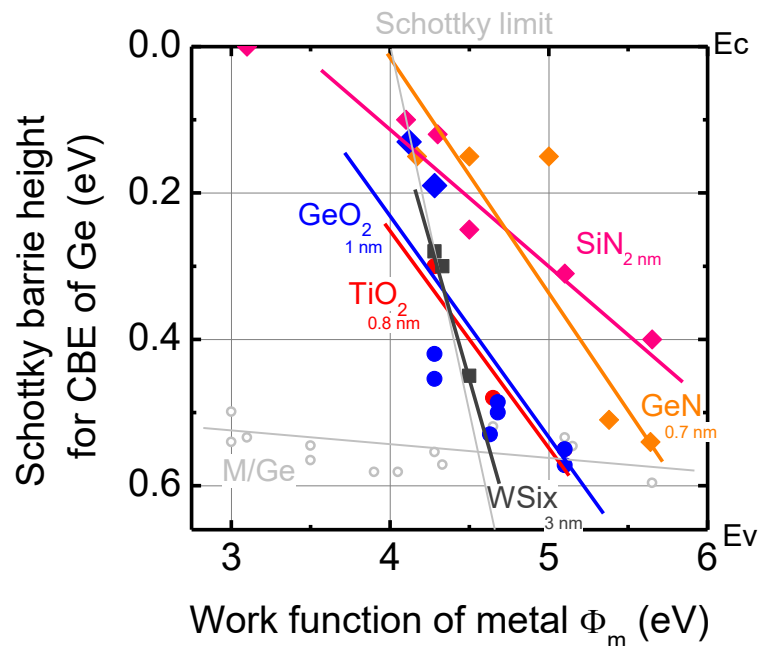 Schottky limit
0.0
Ec
0.2
0.4
0.6
Ev
Schottky barrie height
for CBE of Ge (eV)
GeO2
1 nm
TiO2
0.8 nm
SiN2 nm
GeN
0.7 nm
M/Ge
WSix
3 nm
3
4
5
6
Work function of metal Φm (eV)